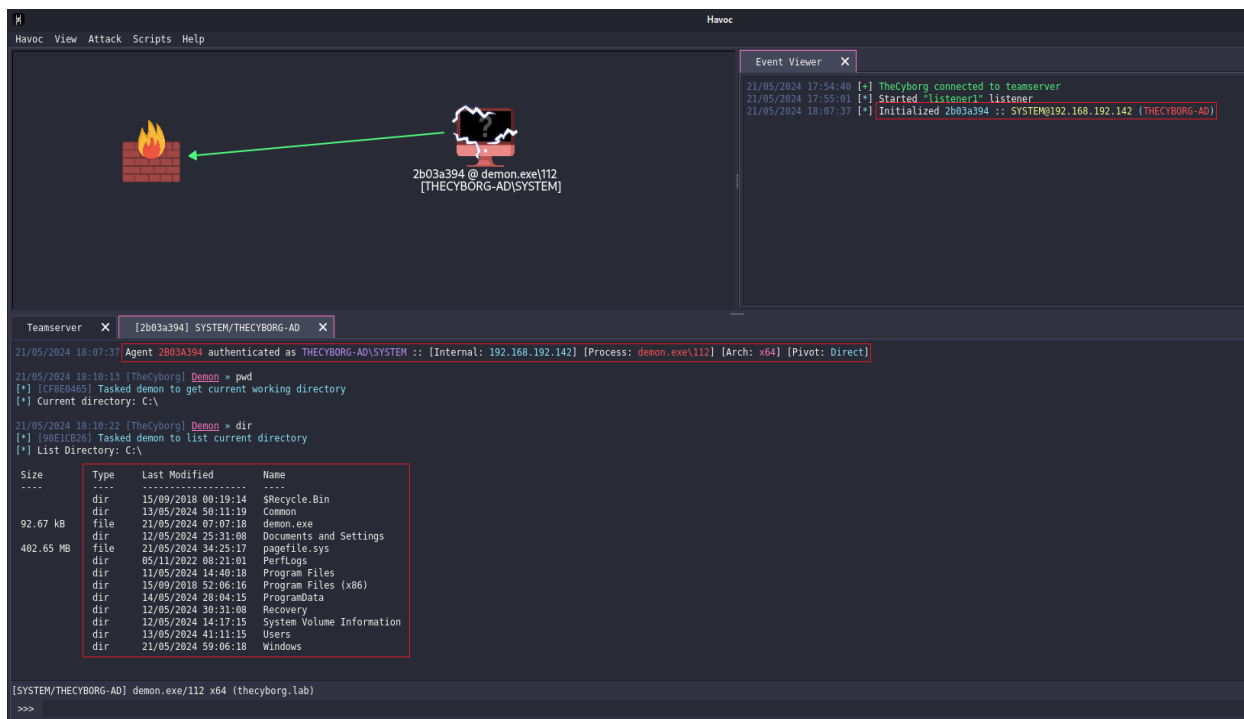 Havoc
Havoc View Attack Scripts Help
2b03a394 @ demon.exe\112
[THECYBORG-AD\SYSTEM]
Event Viewer X
21/05/2024 17:54:40 [+] TheCyborg connected to teamserver
21/05/2024 17:55:01 [*] Started "listener1" listener
21/05/2024 18:07:37 [*] Initialized 2b03a394 :: SYSTEM@192.168.192.142 (THECYBORG-AD)
Teamserver X [2b03a394] SYSTEM/THECYBORG-AD X
21/05/2024 18:07:37 Agent 2B03A394 authenticated as THECYBORG-AD\SYSTEM :: [Internal: 192.168.192.142] [Process: demon.exe\112] [Arch: x64] [Pivot: Direct]
21/05/2024 18:10:13 [TheCyborg] Demon » pwd
[*] [CF8E0465] Tasked demon to get current working directory
[*] Current directory: C:\
21/05/2024 18:10:22 [TheCyborg] Demon » dir
[*] [98E1CB26] Tasked demon to list current directory
[*] List Directory: C:\
Size Type Last Modified Name
---- ---- ------------------- ----
dir 15/09/2018 00:19:14 $Recycle.Bin
dir 13/05/2024 50:11:19 Common
92.67 kB file 21/05/2024 07:07:18 demon.exe
dir 12/05/2024 25:31:08 Documents and Settings
402.65 MB file 21/05/2024 34:25:17 pagefile.sys
dir 05/11/2022 08:21:01 PerfLogs
dir 11/05/2024 14:40:18 Program Files
dir 15/09/2018 52:06:16 Program Files (x86)
dir 14/05/2024 28:04:15 ProgramData
dir 12/05/2024 30:31:08 Recovery
dir 12/05/2024 14:17:15 System Volume Information
dir 13/05/2024 41:11:15 Users
dir 21/05/2024 59:06:18 Windows
[SYSTEM/THECYBORG-AD] demon.exe/112 x64 (thecyborg.lab)
>>>